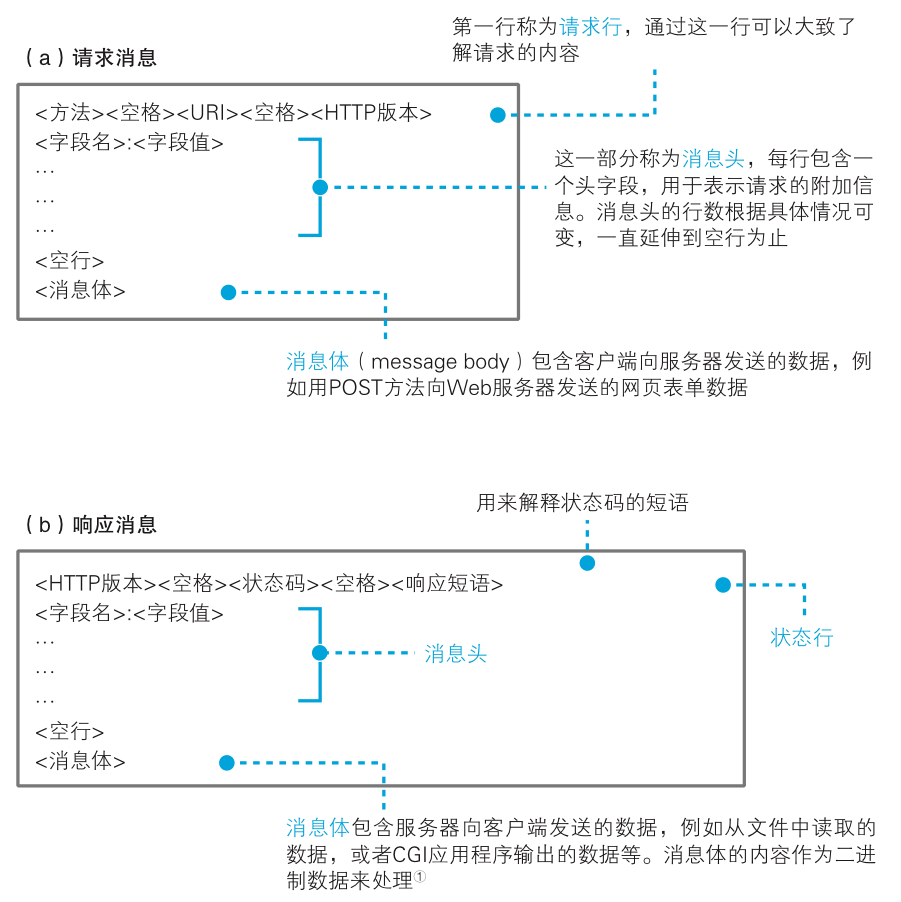 第一行称为请求行，通过这一行可以大致了
解请求的内容
（a）请求消息
<方法><空格><URI><空格><HTTP版本>
<字段名>:<字段值>
…
…
…
<空行>
<消息体>
这一部分称为消息头，每行包含一
个头字段，用于表示请求的附加信
息。消息头的行数根据具体情况可
变，一直延伸到空行为止
消息体（message body）包含客户端向服务器发送的数据，例
如用POST方法向Web服务器发送的网页表单数据
用来解释状态码的短语
（b）响应消息
<HTTP版本><空格><状态码><空格><响应短语>
<字段名>:<字段值>
…
…
…
<空行>
<消息体>
状态行
消息头
消息体包含服务器向客户端发送的数据，例如从文件中读取的
数据，或者CGI应用程序输出的数据等。消息体的内容作为二进
制数据来处理①